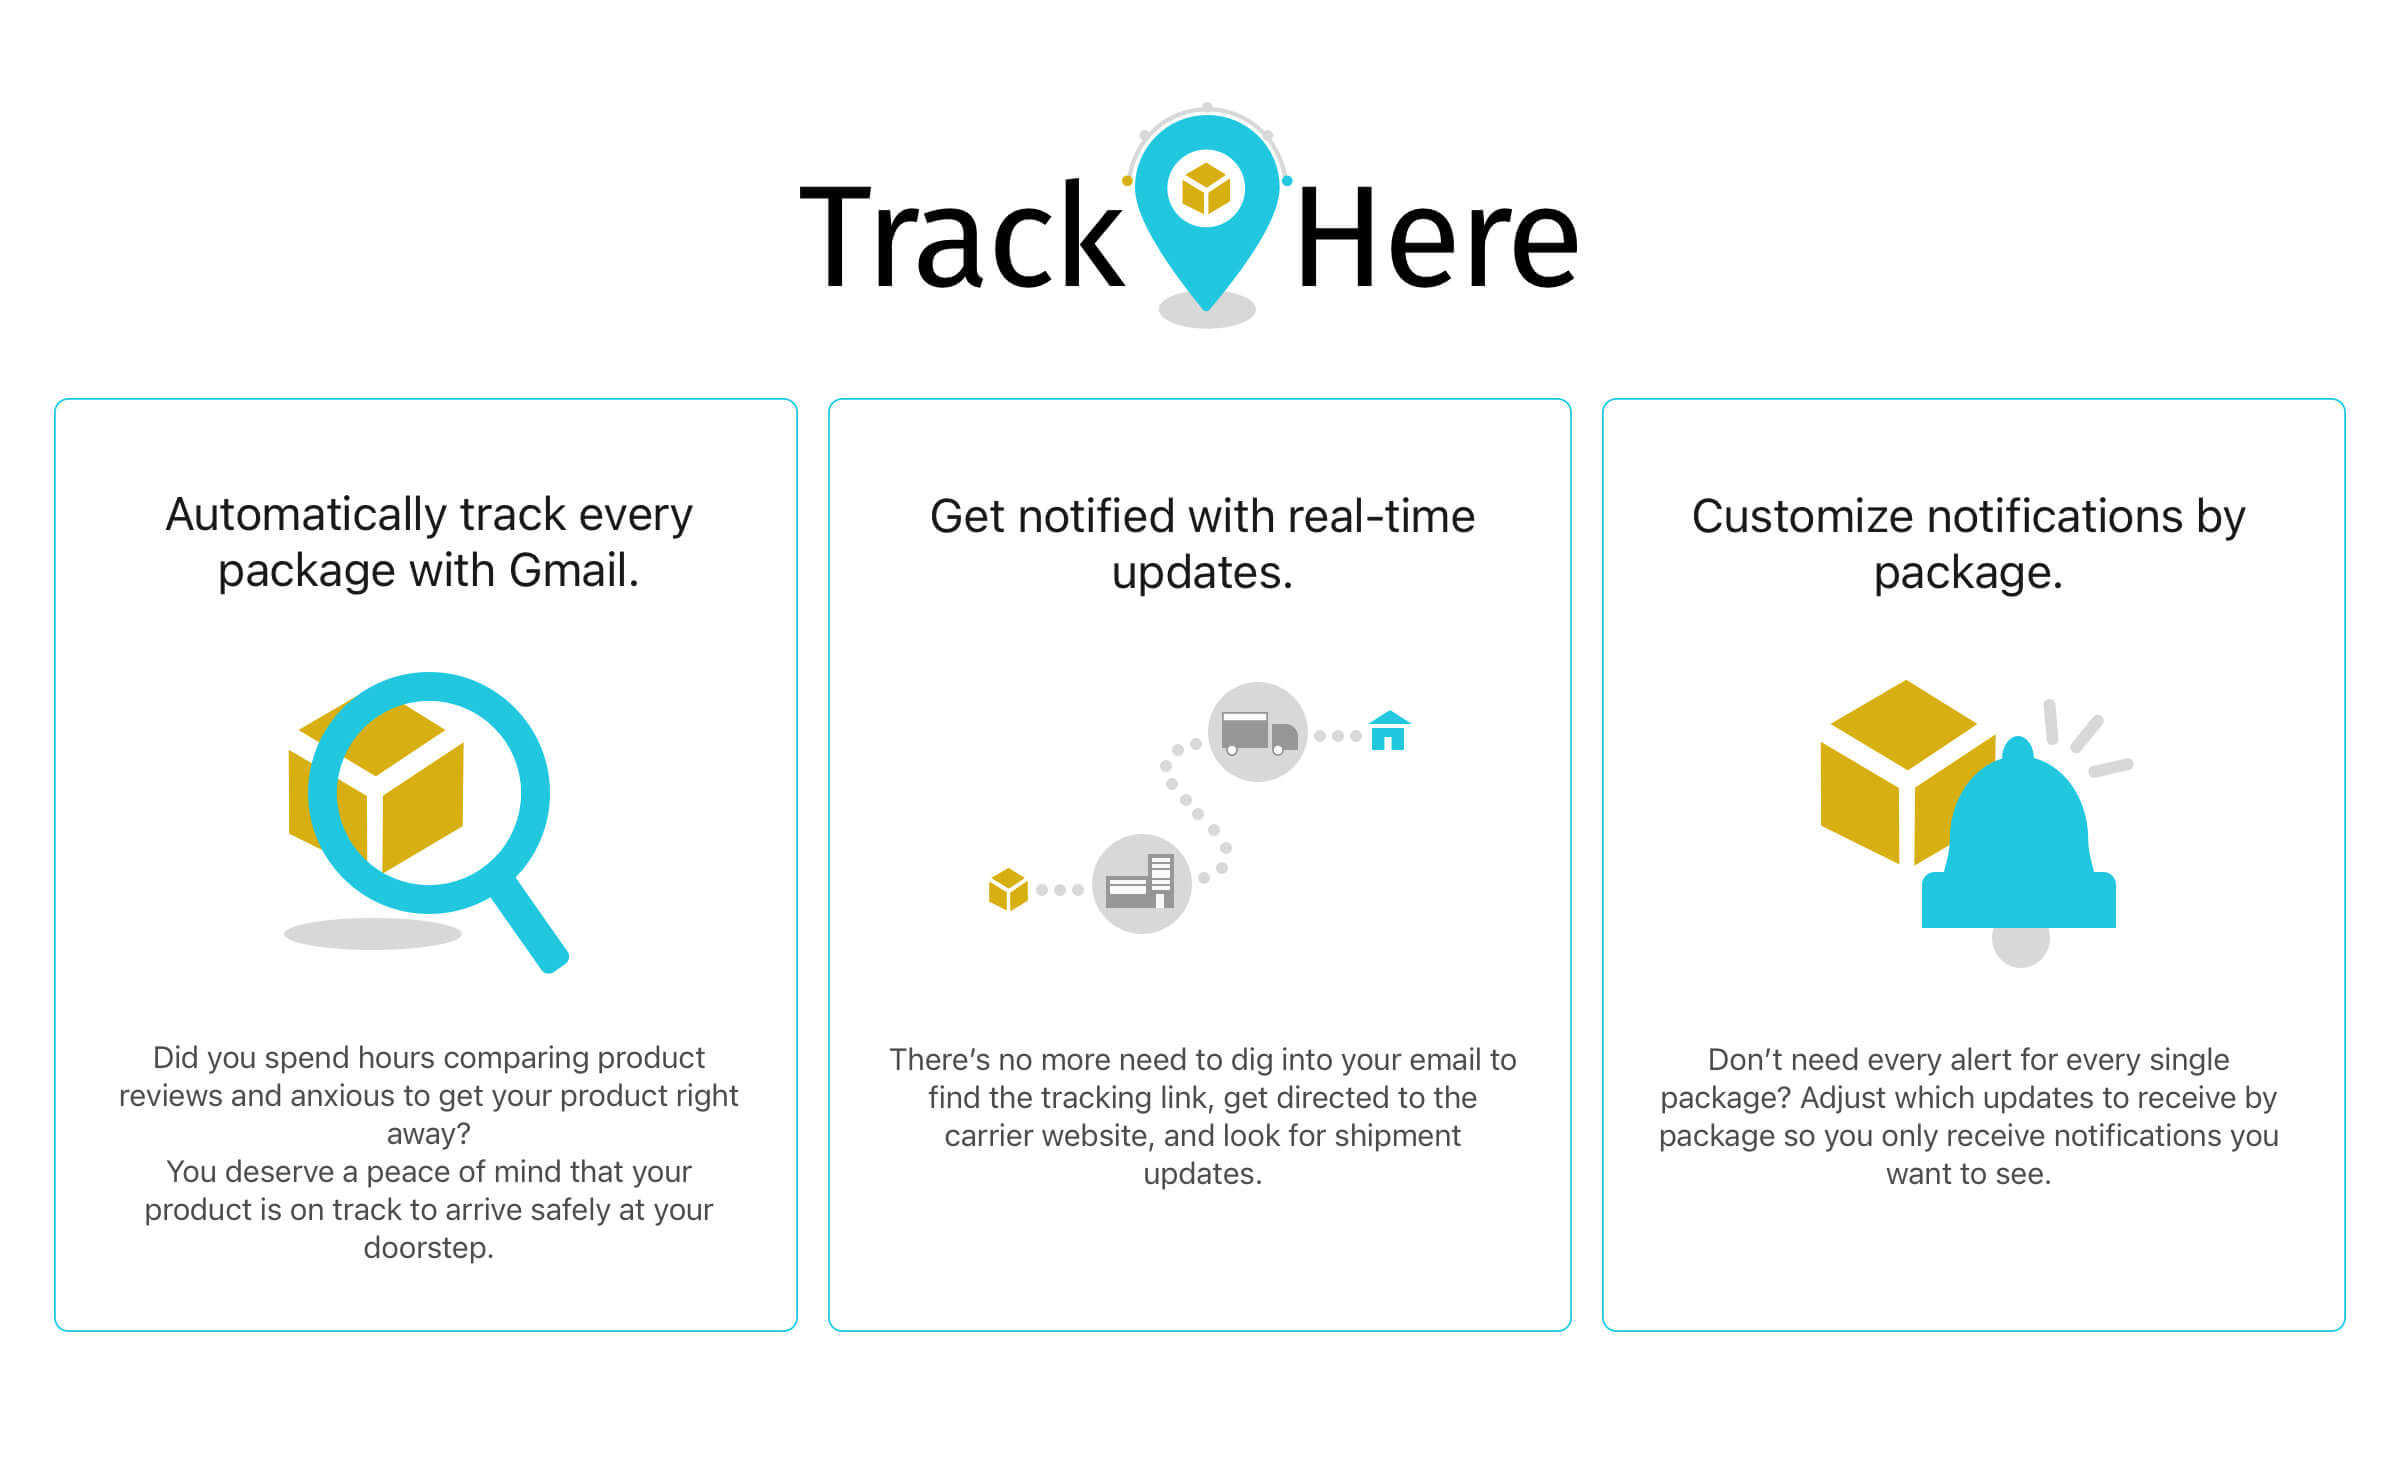 Track Here
Automatically track every
package with Gmail.
Did you spend hours comparing product
reviews and anxious to get your product right
away?
You deserve a peace of mind that your
product is on track to arrive safely at your
doorstep.
Get notified with real-time
updates.
There’s no more need to dig into your email to
find the tracking link, get directed to the
carrier website, and look for shipment
updates.
Customize notifications by
package.
Don’t need every alert for every single
package? Adjust which updates to receive by
package so you only receive notifications you
want to see.